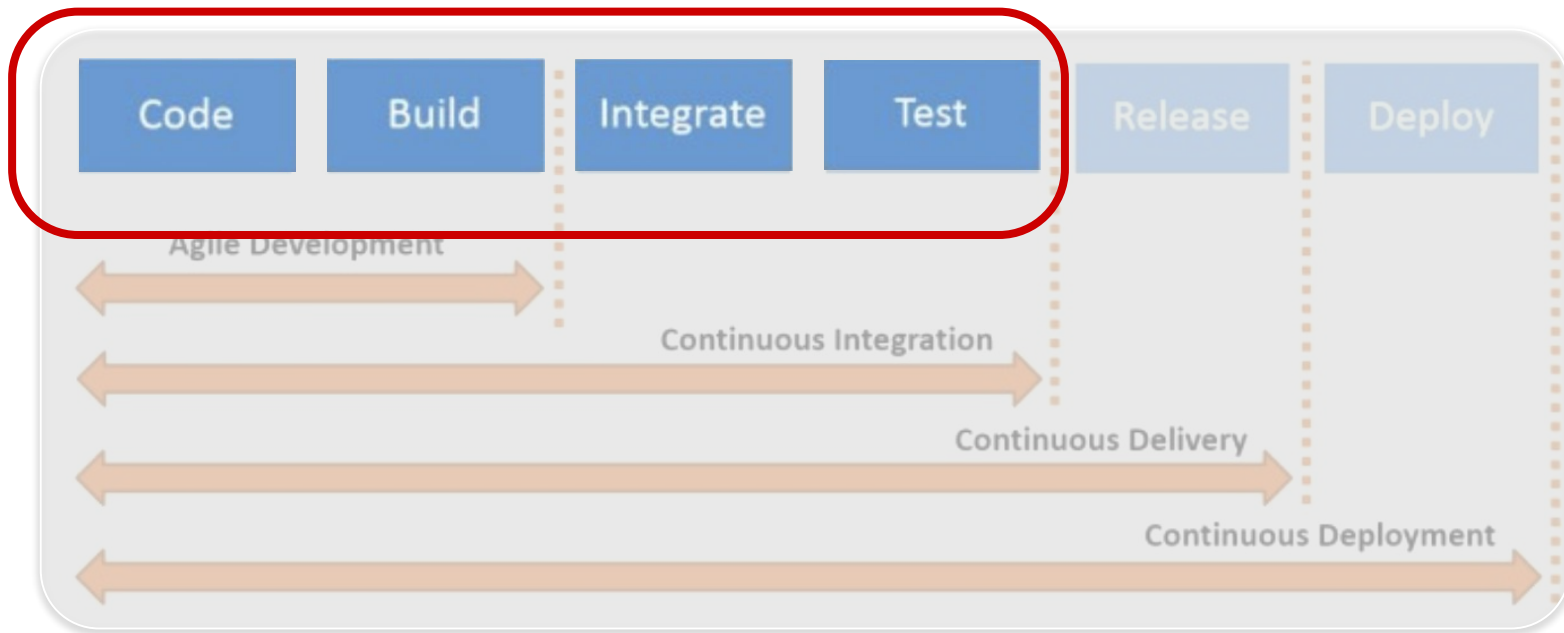 Code Build Integrate Test Release Deploy
Agile Development
Continuous Integration
Continuous Delivery
Continuous Deployment